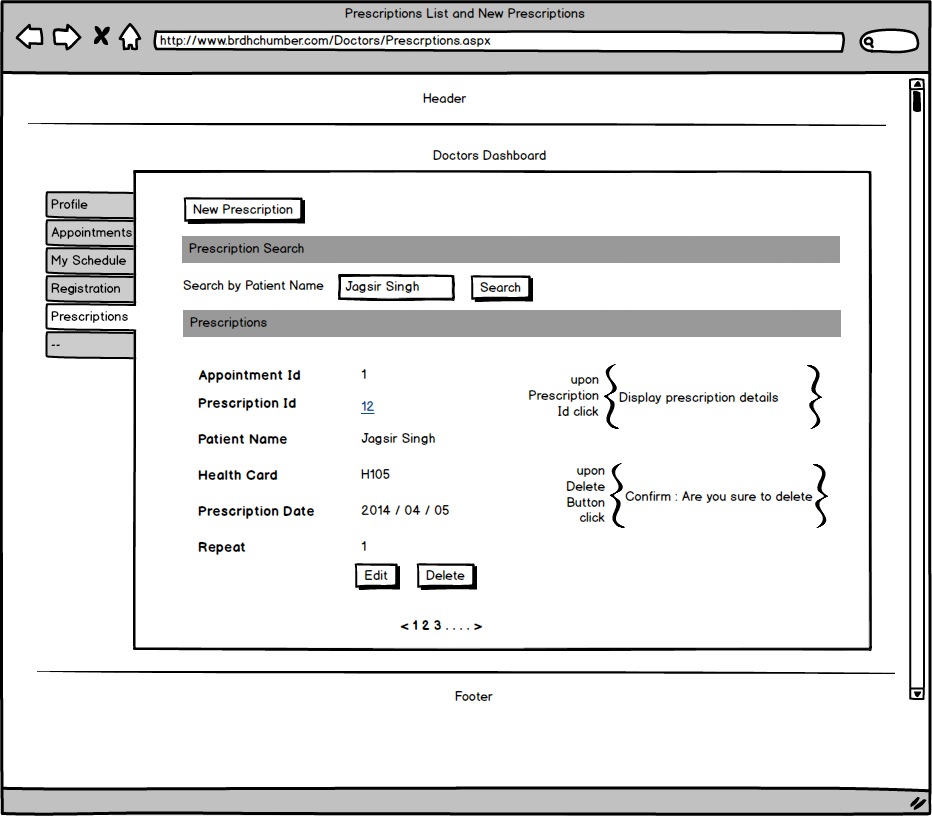 Prescriptions List and New Prescriptions
http://www.brdhchumber.com/Doctors/Prescrptions.aspx
Header
Doctors Dashboard
Profile
Appointments
My Schedule
Registration
Prescriptions
--
New Prescription
Prescription Search
Search by Patient Name Jagsir Singh Search
Prescriptions
Appointment Id 1
Prescription Id 12
Patient Name Jagsir Singh
Health Card H105
Prescription Date 2014 / 04 / 05
Repeat 1
Edit Delete
< 1 2 3 . . . . >
upon
Prescription
Id click
Display prescription details
upon
Delete
Button
click
Confirm : Are you sure to delete
Footer